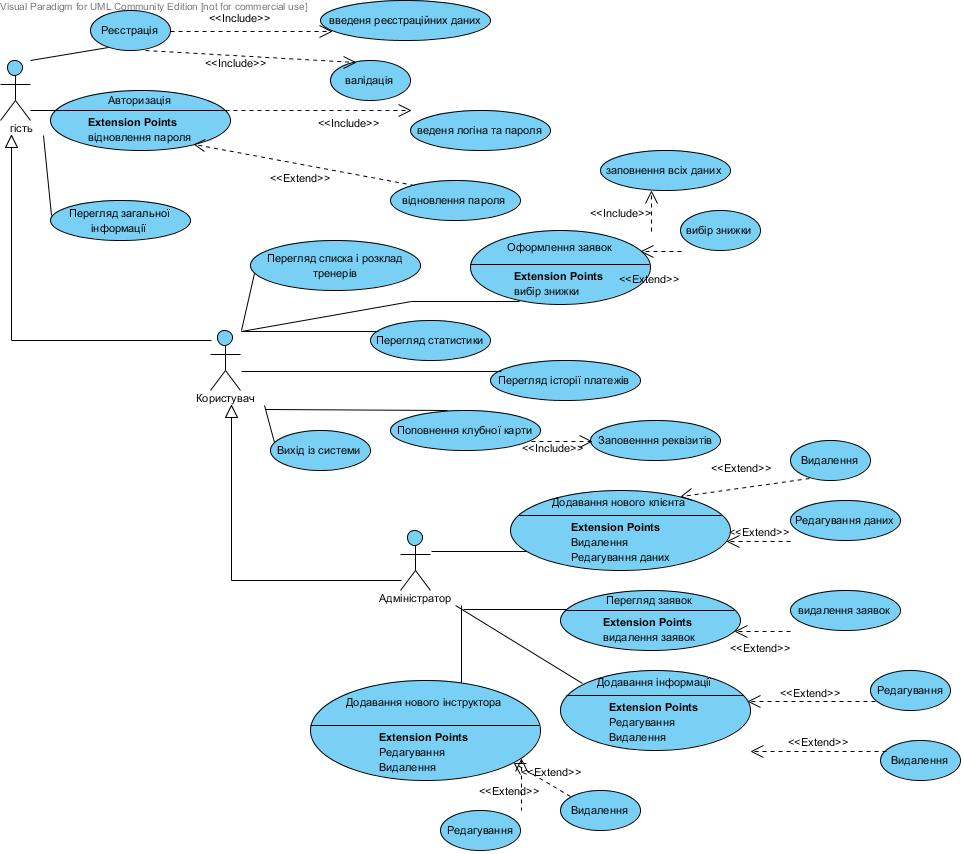 Visual Paradigm for UML Community Edition [not for commercial use]
<<Include>>
введеня реєстраційних даних
Реєстрація
<<Include>>
валідація
Авторизація
Extension Points
відновлення пароля
<<Include>>
веденя логіна та пароля
гість
<<Extend>>
відновлення пароля
заповнення всіх даних
Перегляд загальної
інформації
<<Include>>
вибір знижки
Перегляд списка і розклад
тренерів
Оформлення заявок
Extension Points
вибір знижки
<<Extend>>
Перегляд статистики
Перегляд історії платежів
Користувач
Поповнення клубної карти
<<Include>>
Заповенння реквізитів
Вихід із системи
<<Extend>>
Видалення
Додавання нового клієнта
Extension Points
Видалення
Редагування даних
<<Extend>>
Редагування даних
Адміністратор
Перегляд заявок
Extension Points
видалення заявок
видалення заявок
<<Extend>>
Додавання інформації
Extension Points
Редагування
Видалення
<<Extend>>
Редагування
<<Extend>>
Видалення
Додавання нового інструктора
Extension Points
Редагування
Видалення
<<Extend>>
<<Extend>>
Видалення
Редагування